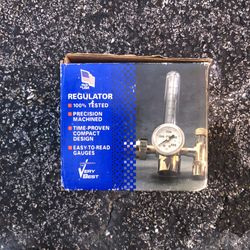 REGULATOR
100% TESTED
PRECISION
MACHINED
TIME-PROVEN
COMPACT
DESIGN
EASY-TO-READ
GAUGES
VERY
BEST